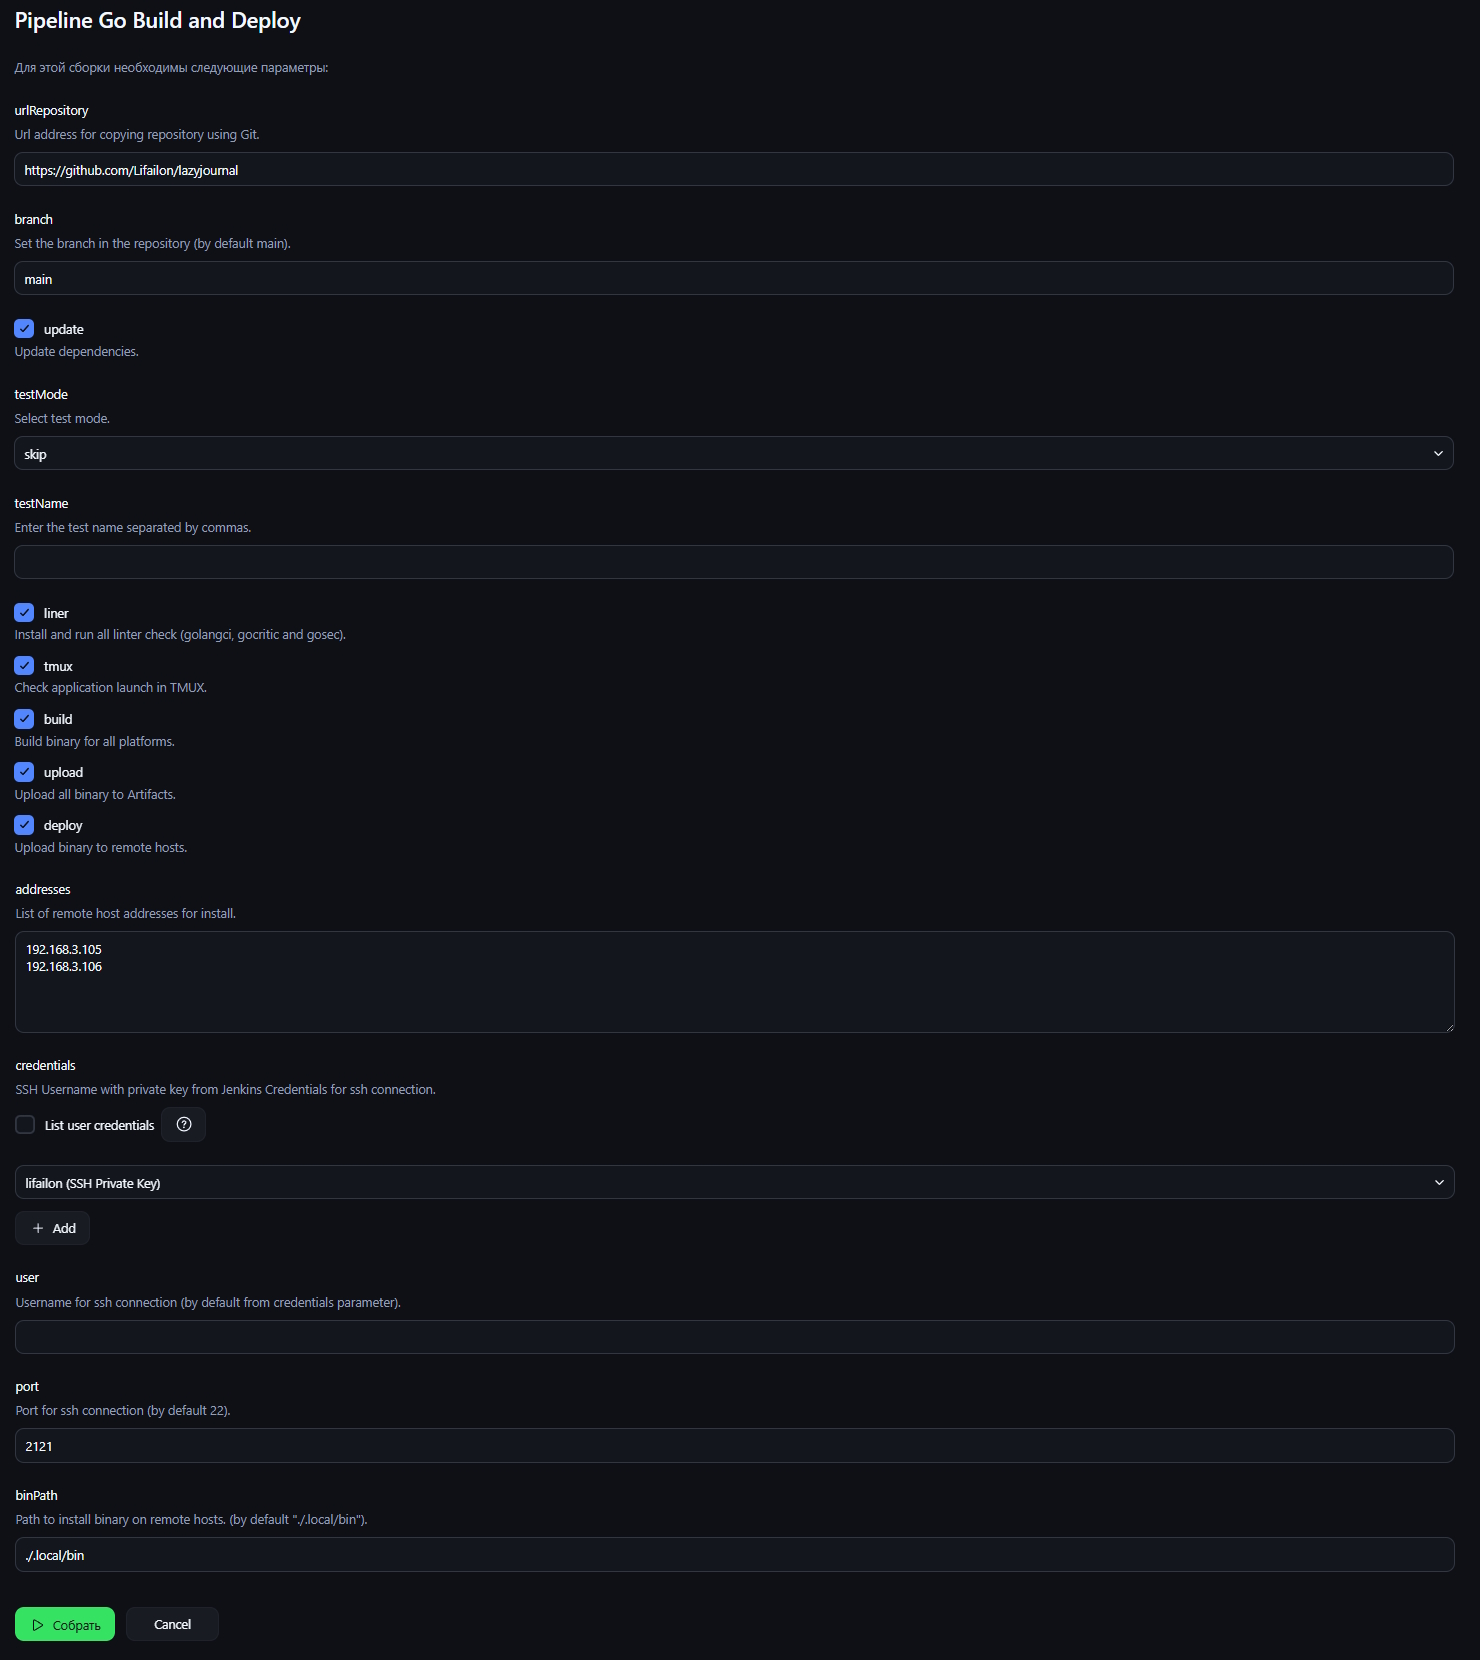 Pipeline Go Build and Deploy
Для этой сборки необходимы следующие параметры:
urlRepository
Url address for copying repository using Git.
https://github.com/Lifailon/lazyjournal
branch
Set the branch in the repository (by default main).
main
update
Update dependencies.
testMode
Select test mode.
skip
testName
Enter the test name separated by commas.
liner
Install and run all linter check (golangci, gocritic and gosec).
tmux
Check application launch in TMUX.
build
Build binary for all platforms.
upload
Upload all binary to Artifacts.
deploy
Upload binary to remote hosts.
addresses
List of remote host addresses for install.
192.168.3.105
192.168.3.106
credentials
SSH Username with private key from Jenkins Credentials for ssh connection.
List user credentials
lifailon (SSH Private Key)
Add
user
Username for ssh connection (by default from credentials parameter).
port
Port for ssh connection (by default 22).
2121
binPath
Path to install binary on remote hosts. (by default "./.local/bin").
./.local/bin
Собрать Cancel